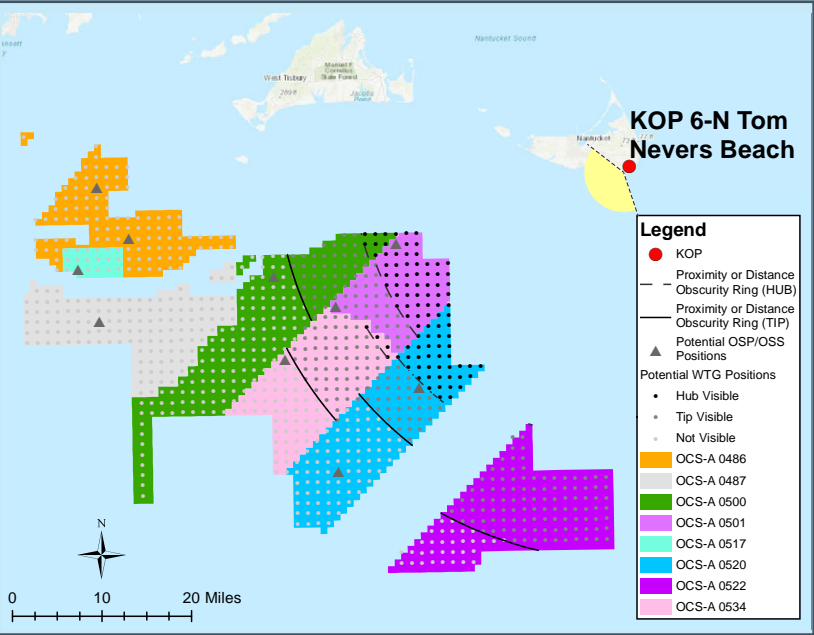 Nantucket Sound
Manuel F
Correllus
State Forest
West Tisbury
289 ft
Nantucket
KOP 6-N Tom
Nevers Beach
Legend
KOP
Proximity or Distance
Obscurity Ring (HUB)
Proximity or Distance
Obscurity Ring (TIP)
Potential OSP/OSS
Positions
Potential WTG Positions
Hub Visible
Tip Visible
Not Visible
OCS-A 0486
OCS-A 0487
OCS-A 0500
OCS-A 0501
OCS-A 0517
OCS-A 0520
OCS-A 0522
OCS-A 0534
N
0 10 20 Miles